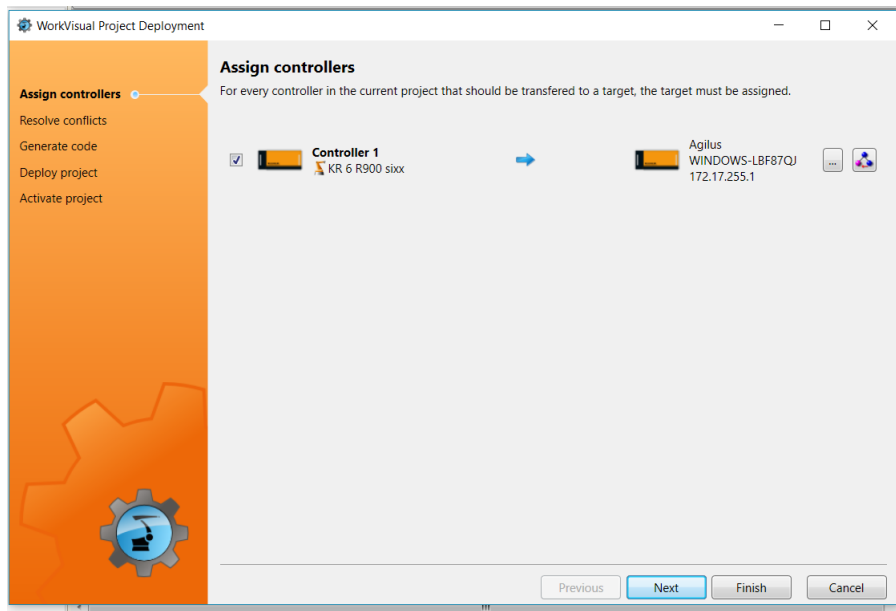 WorkVisual Project Deployment
Assign controllers
Resolve conflicts
Generate code
Deploy project
Activate project
Assign controllers
For every controller in the current project that should be transfered to a target, the target must be assigned.
Controller 1
KR 6 R900 sixx
Agilus
WINDOWS-LBF87QJ
172.17.255.1
...
Previous
Next
Finish
Cancel